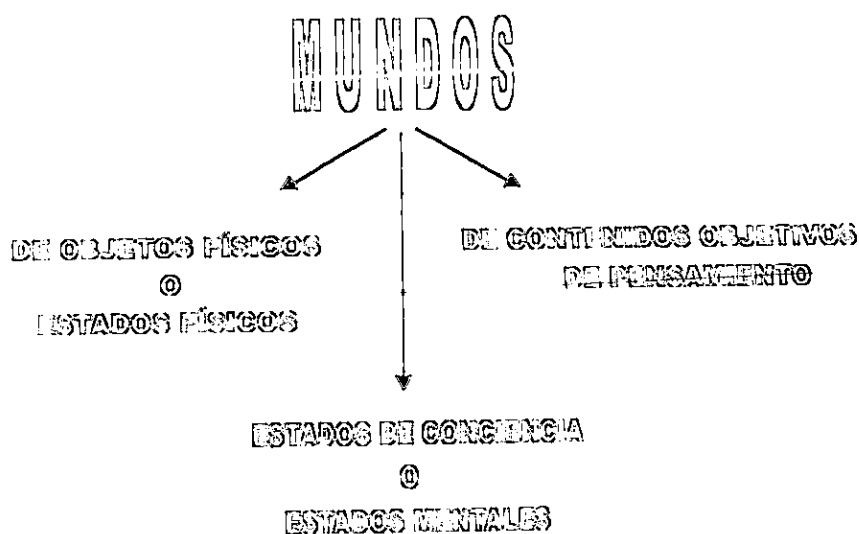 MUNDOS
DE OBJETOS FÍSICOS
O
ESTADOS FÍSICOS
DE CONTENIDOS OBJETIVOS
DE PENSAMIENTO
ESTADOS DE CONCIENCIA
O
ESTADOS MENTALES